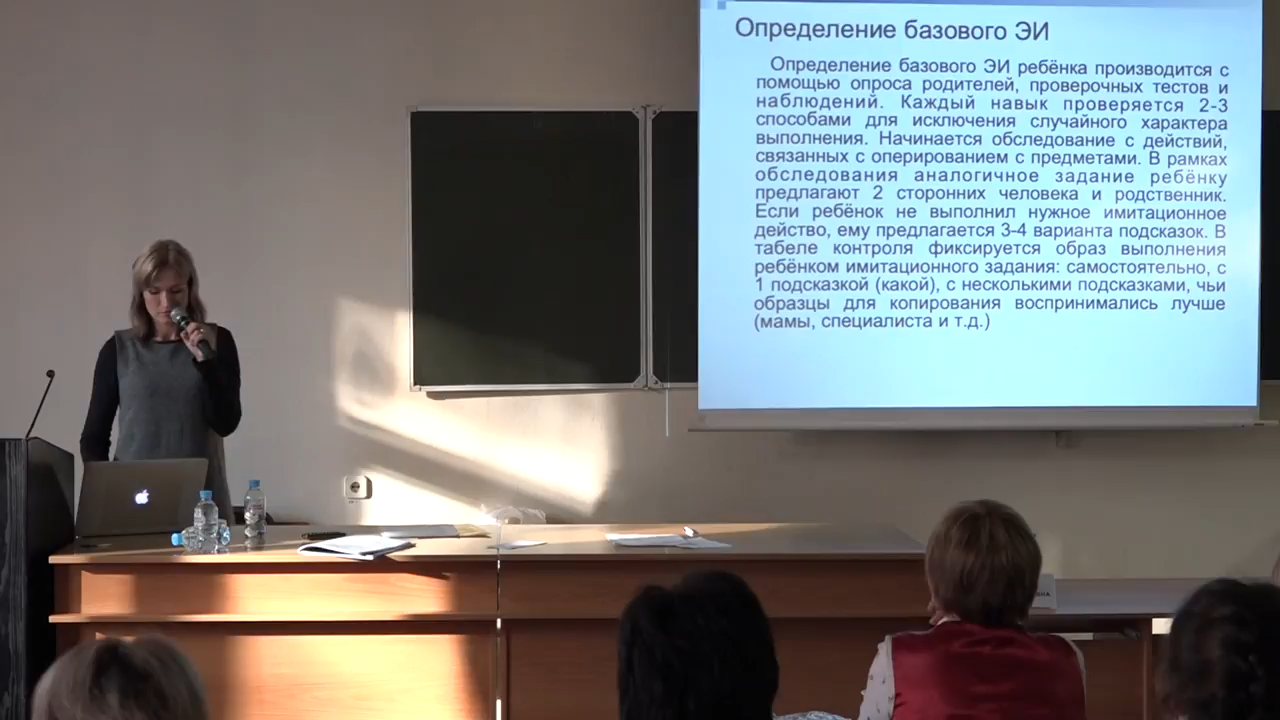 Определение базового ЭИ
Определение базового ЭИ ребёнка производится с
помощью опроса родителей, проверочных тестов и
наблюдений. Каждый навык проверяется 2-3
способами для исключения случайного характера
выполнения. Начинается обследование с действий,
связанных с оперированием с предметами. В рамках
обследования аналогичное задание ребёнку
предлагают 2 сторонних человека и родственник.
Если ребёнок не выполнил нужное имитационное
действо, ему предлагается 3-4 варианта подсказок. В
табеле контроля фиксируется образ выполнения
ребёнком имитационного задания: самостоятельно, с
1 подсказкой (какой), с несколькими подсказками, чьи
образцы для копирования воспринимались лучше
(мамы, специалиста и т.д.)